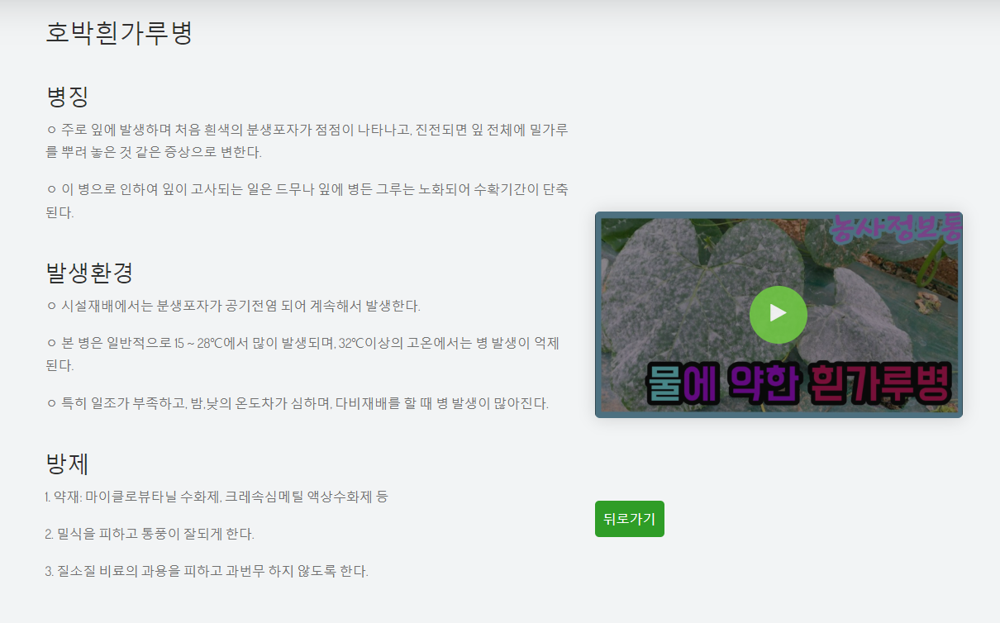 호박흰가루병
병징
ㅇ 주로 잎에 발생하며 처음 흰색의 분생포자가 점점이 나타나고, 진전되면 잎 전체에 밀가루
를 뿌려 놓은 것 같은 증상으로 변한다.
ㅇ 이 병으로 인하여 잎이 고사되는 일은 드무나 잎에 병든 그루는 노화되어 수확기간이 단축
된다.
발생환경
ㅇ 시설재배에서는 분생포자가 공기전염 되어 계속해서 발생한다.
ㅇ 본 병은 일반적으로 15 ~ 28℃에서 많이 발생되며, 32℃이상의 고온에서는 병 발생이 억제
된다.
ㅇ 특히 일조가 부족하고, 밤,낮의 온도차가 심하며, 다비재배를 할 때 병 발생이 많아진다.
방제
1. 약재: 마이클로뷰타닐 수화제, 크레속심메틸 액상수화제 등
2. 밀식을 피하고 통풍이 잘되게 한다.
3. 질소질 비료의 과용을 피하고 과번무 하지 않도록 한다.
농사정보통
물에 약한 흰가루병
뒤로가기